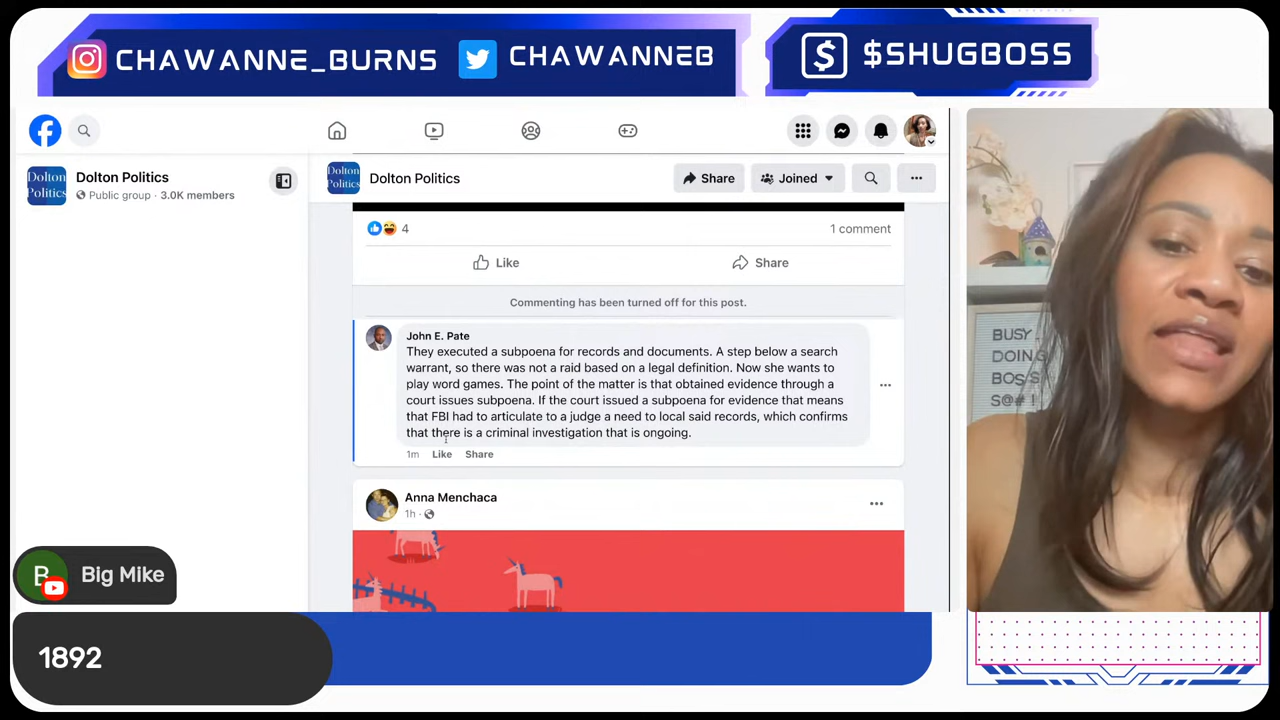 CHAWANNE_BURNS
CHAWANNEB
$SHUGBOSS
Dolton Politics
Public group · 3.0K members
Dolton Politics
Dolton Politics
Share
Joined
Dolton Politics
4
1 comment
Like
Share
Commenting has been turned off for this post.
John E. Pate
They executed a subpoena for records and documents. A step below a search
warrant, so there was not a raid based on a legal definition. Now she wants to
play word games. The point of the matter is that obtained evidence through a
court issues subpoena. If the court issued a subpoena for evidence that means
that FBI had to articulate to a judge a need to local said records, which confirms
that there is a criminal investigation that is ongoing.
1m Like Share
Anna Menchaca
1h ·
BUSY
DOING
BOSS
S@# !
B
Big Mike
1892